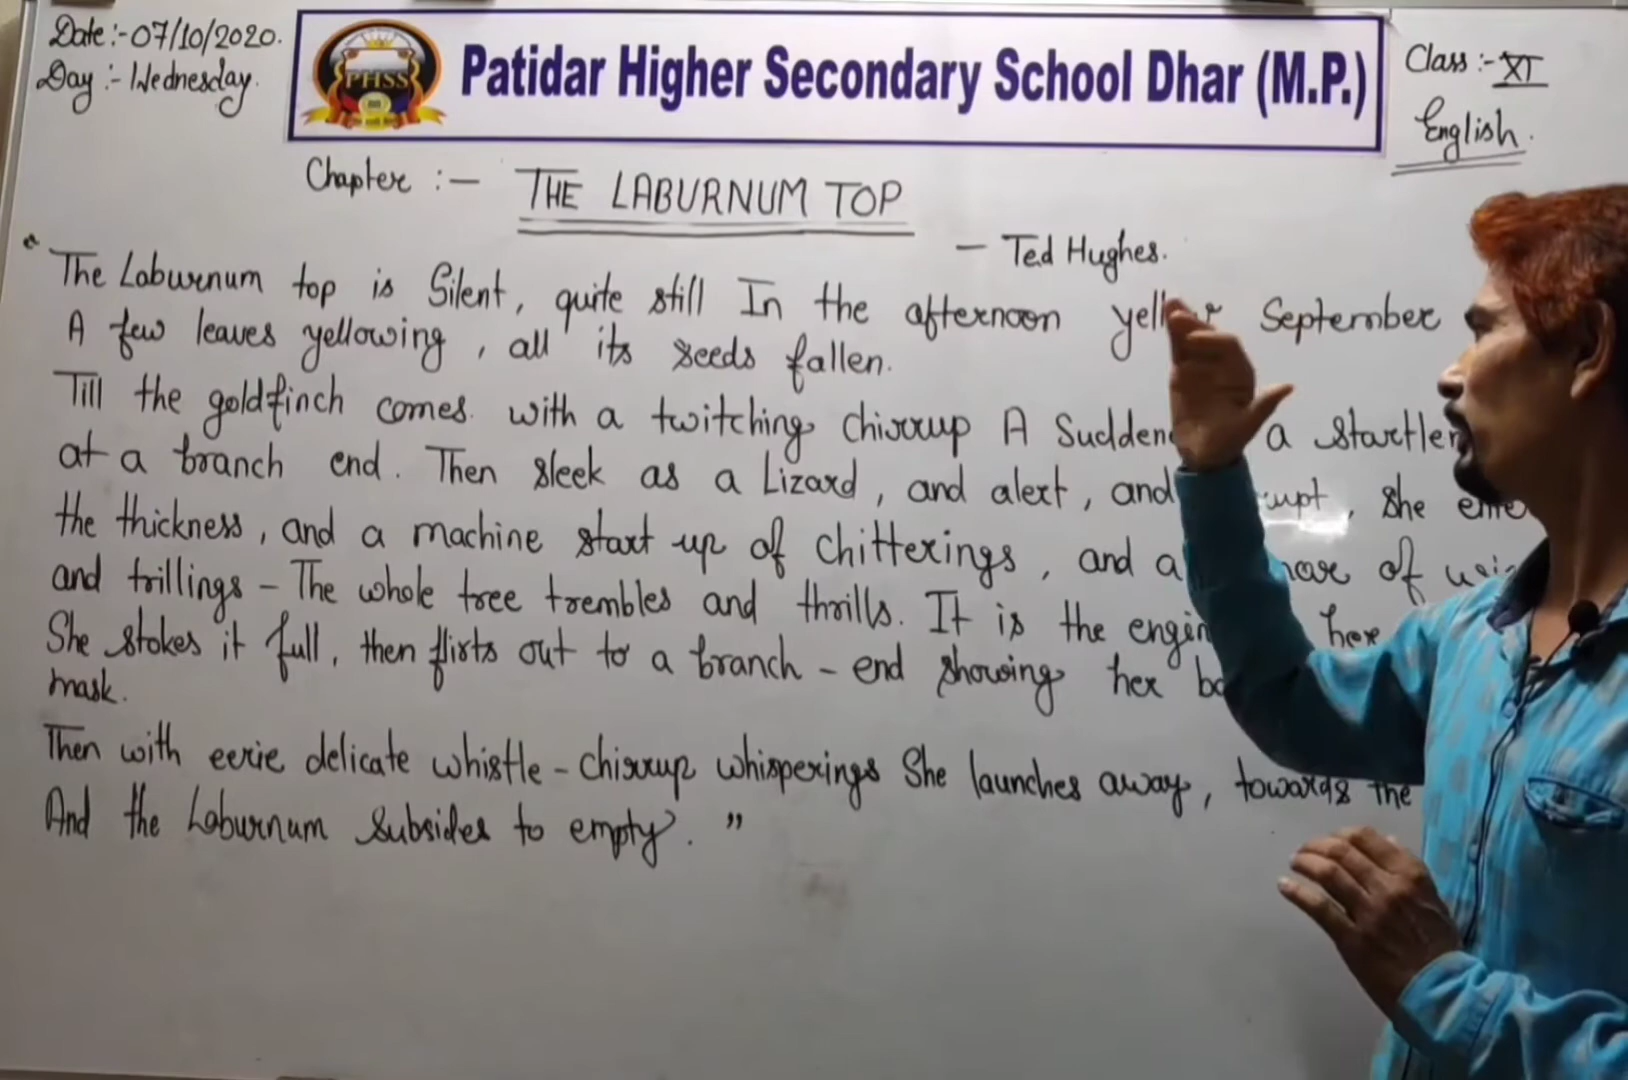 Date:-07/10/2020.
Day:-Wednesday.
PHSS
Patidar Higher Secondary School Dhar (M.P.)
Class:-XI
English.
Chapter :- THE LABURNUM TOP
- Ted Hughes.
"The Laburnum top is Silent, quite still In the afternoon September
A few leaves yellowing, all its seeds fallen.
Till the goldfinch comes. with a twitching chirrup A a
at a branch end. Then sleek as a Lizard, and alert, and she
the thickness, and a machine start up of chitterings, and a of
and trillings - The whole tree trembles and thrills. It is the her
She stokes it full, then flirts out to a branch - end showing her
mask.
Then with eerie delicate whistle - chirrup whisperings She launches away, towards the
And the Laburnum subsides to empty."